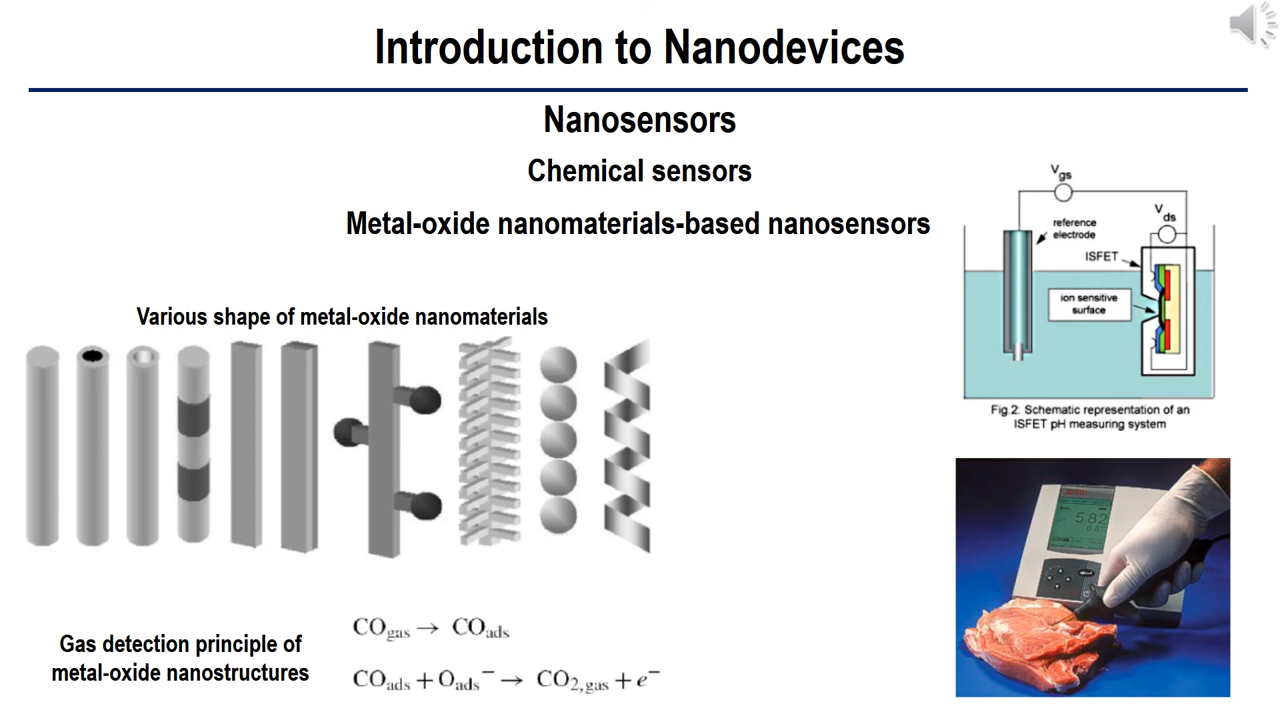 Introduction to Nanodevices
Nanosensors
Chemical sensors
Metal-oxide nanomaterials-based nanosensors
Various shape of metal-oxide nanomaterials
Gas detection principle of
metal-oxide nanostructures
CO_gas → CO_ads
CO_ads + O_ads⁻ → CO_2,gas + e⁻
V_gs
V_ds
reference
electrode
ISFET
ion sensitive
surface
Fig.2: Schematic representation of an
ISFET pH measuring system
5.82